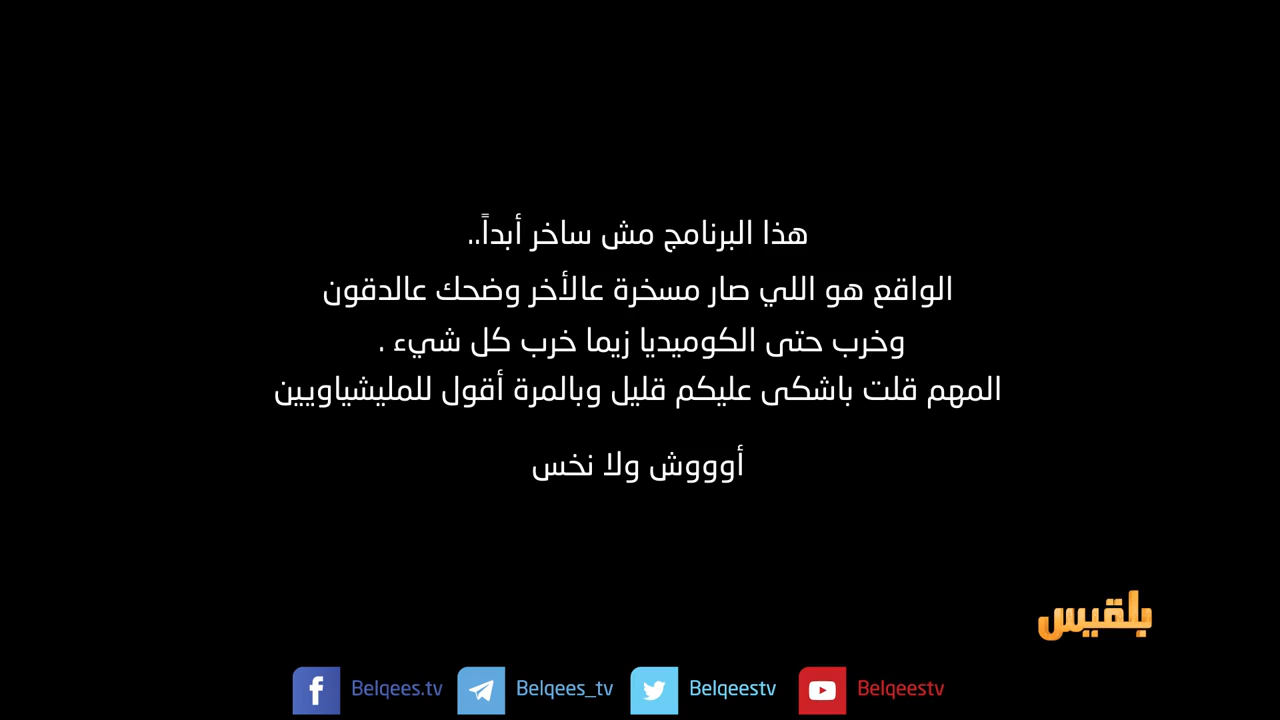 هذا البرنامج مش ساخر أبداً..
الواقع هو اللي صار مسخرة عالأخر وضحك عالدقون
وخرب حتى الكوميديا زيما خرب كل شيء .
المهم قلت باشكى عليكم قليل وبالمرة أقول للمليشياويين
أوووش ولا نخس
بلقيس
Belqees.tv
Belqees_tv
Belqeestv
Belqeestv